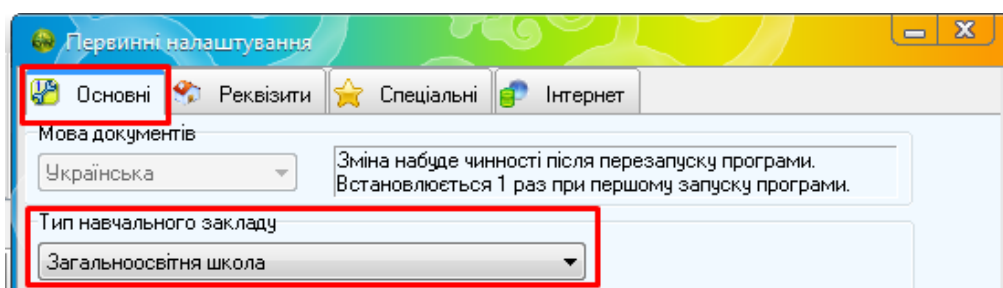 Первинні налаштування
Основні Реквізити Спеціальні Інтернет
Мова документів
Українська
Зміна набуде чинності після перезапуску програми.
Встановлюється 1 раз при першому запуску програми.
Тип навчального закладу
Загальноосвітня школа